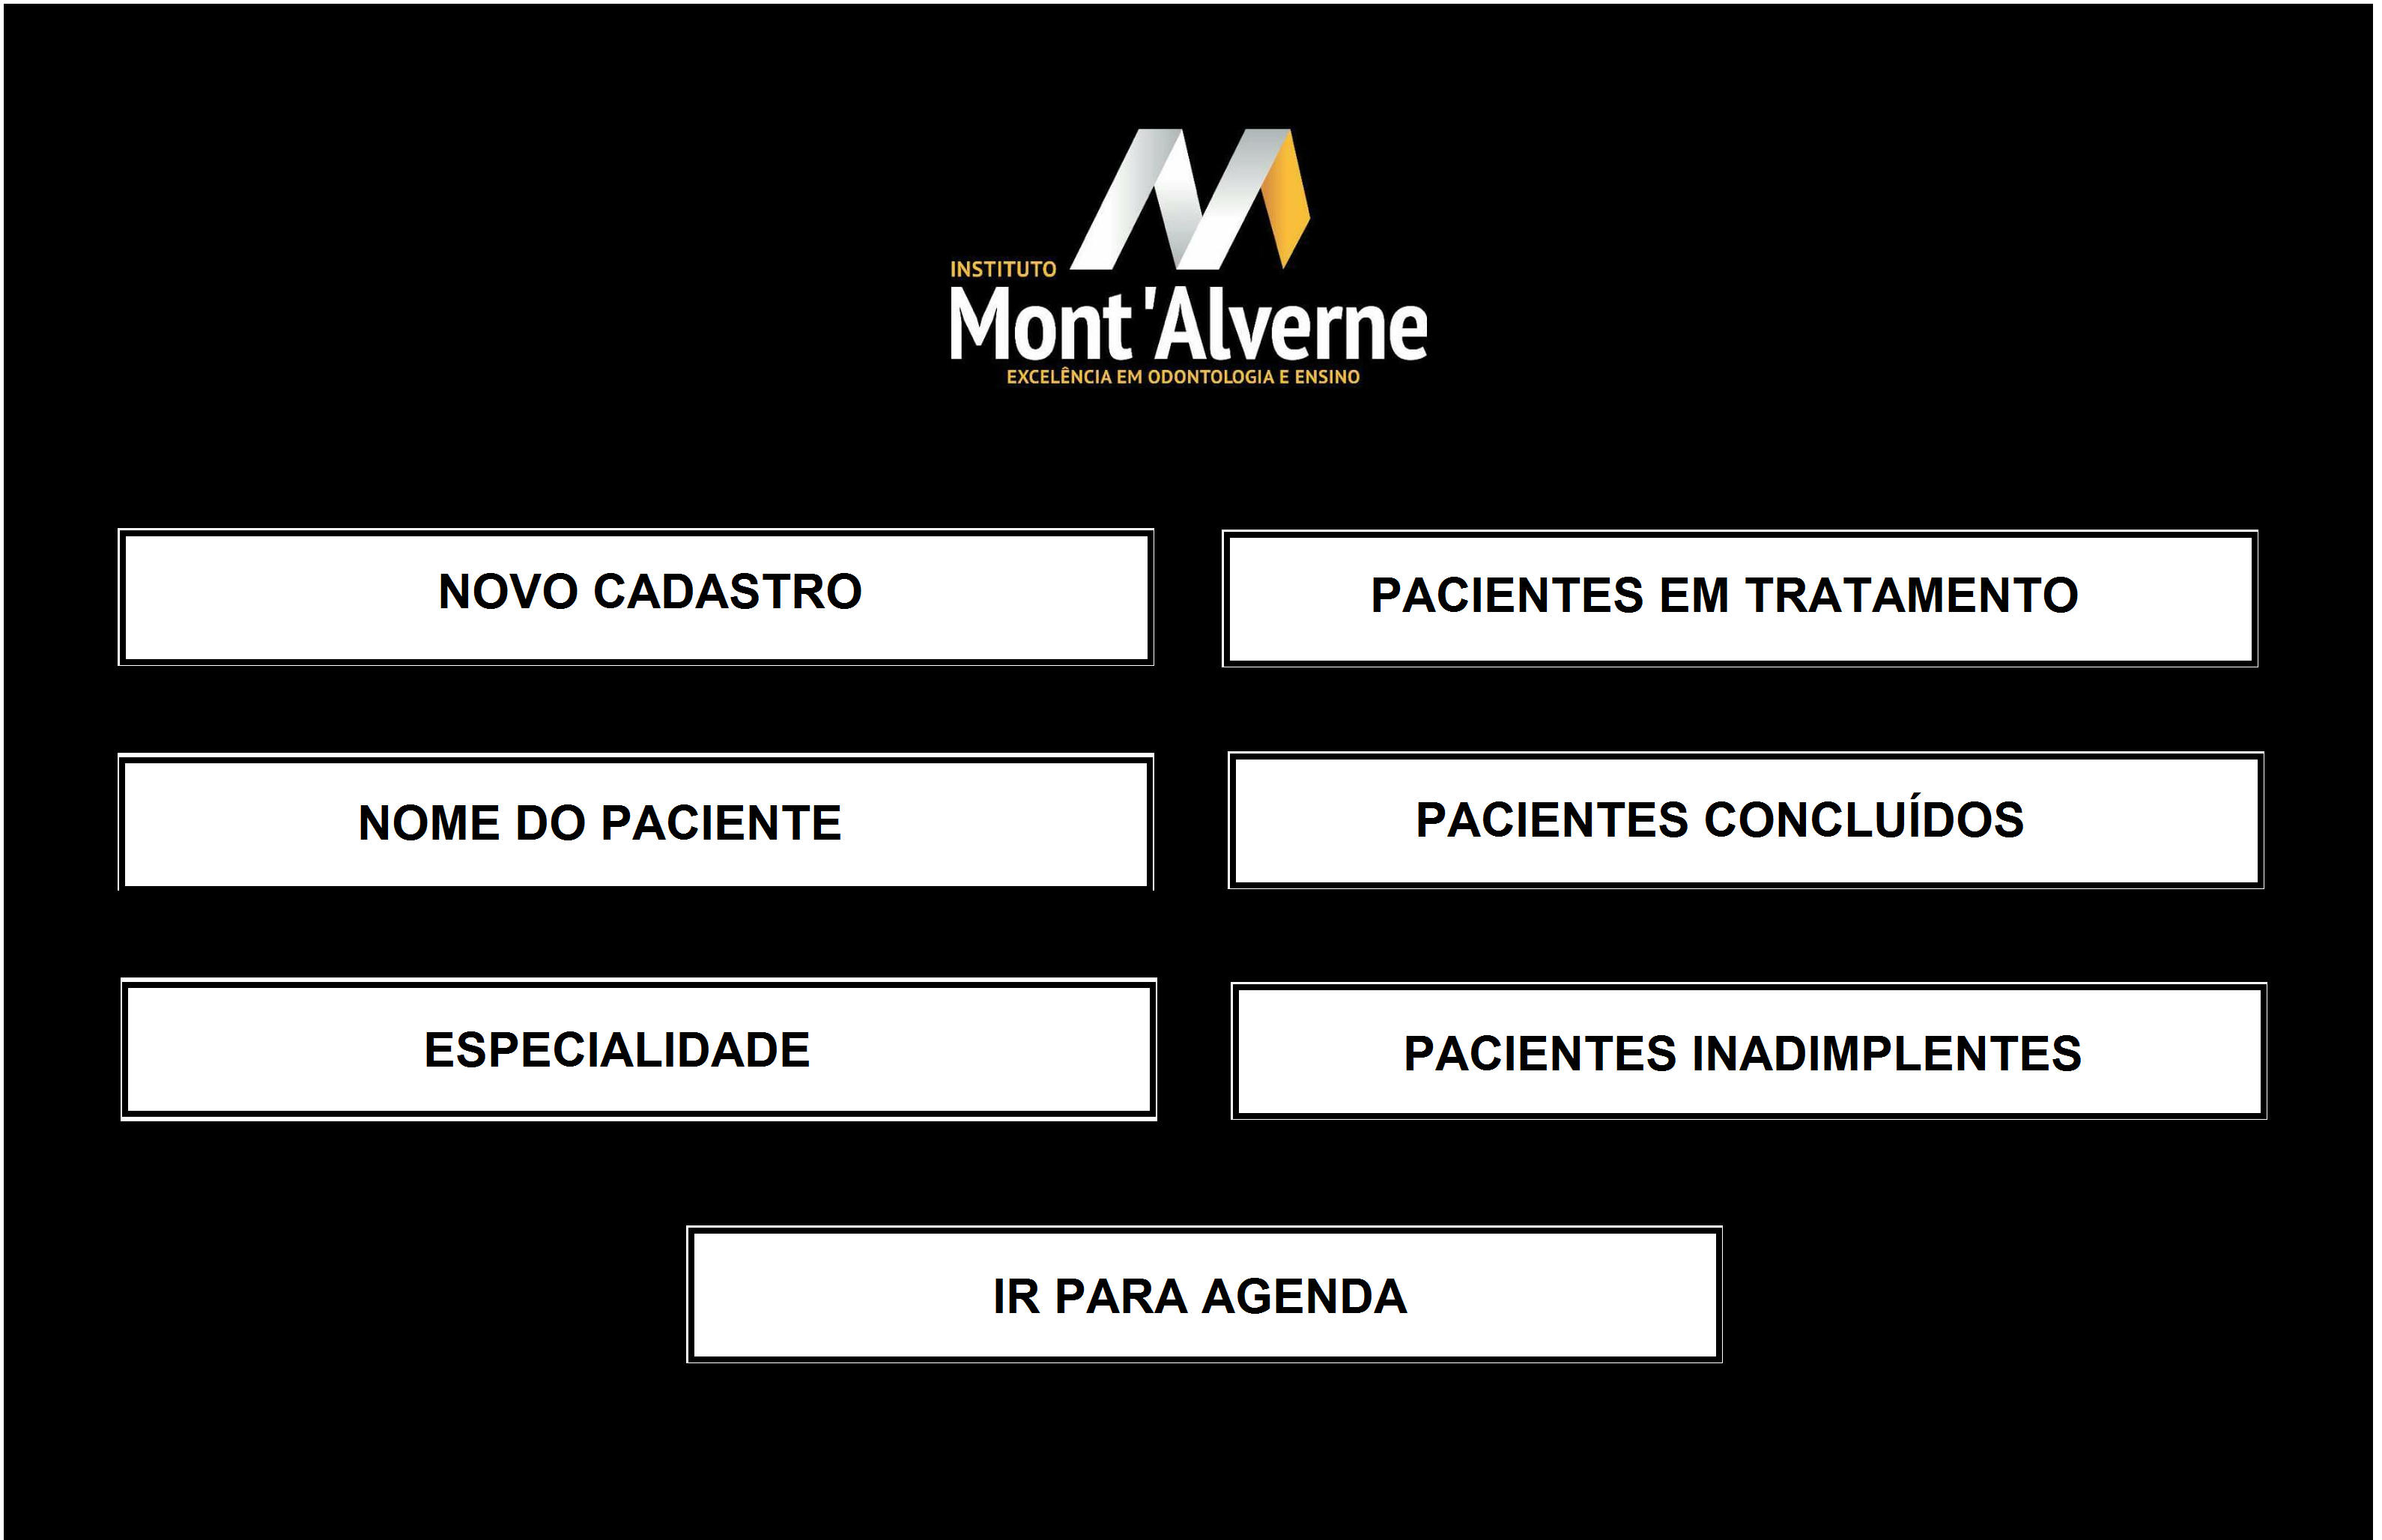 INSTITUTO
Mont'Alverne
EXCELÊNCIA EM ODONTOLOGIA E ENSINO
NOVO CADASTRO
PACIENTES EM TRATAMENTO
NOME DO PACIENTE
PACIENTES CONCLUÍDOS
ESPECIALIDADE
PACIENTES INADIMPLENTES
IR PARA AGENDA